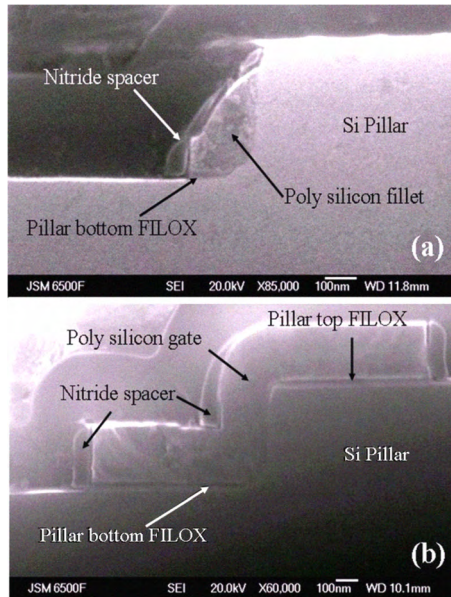 Nitride spacer
Si Pillar
Poly silicon fillet
Pillar bottom FILOX
(a)
JSM 6500F SEI 20.0kV X85,000 100nm WD 11.8mm
Pillar top FILOX
Poly silicon gate
Nitride spacer
Si Pillar
Pillar bottom FILOX
(b)
JSM 6500F SEI 20.0kV X60,000 100nm WD 10.1mm